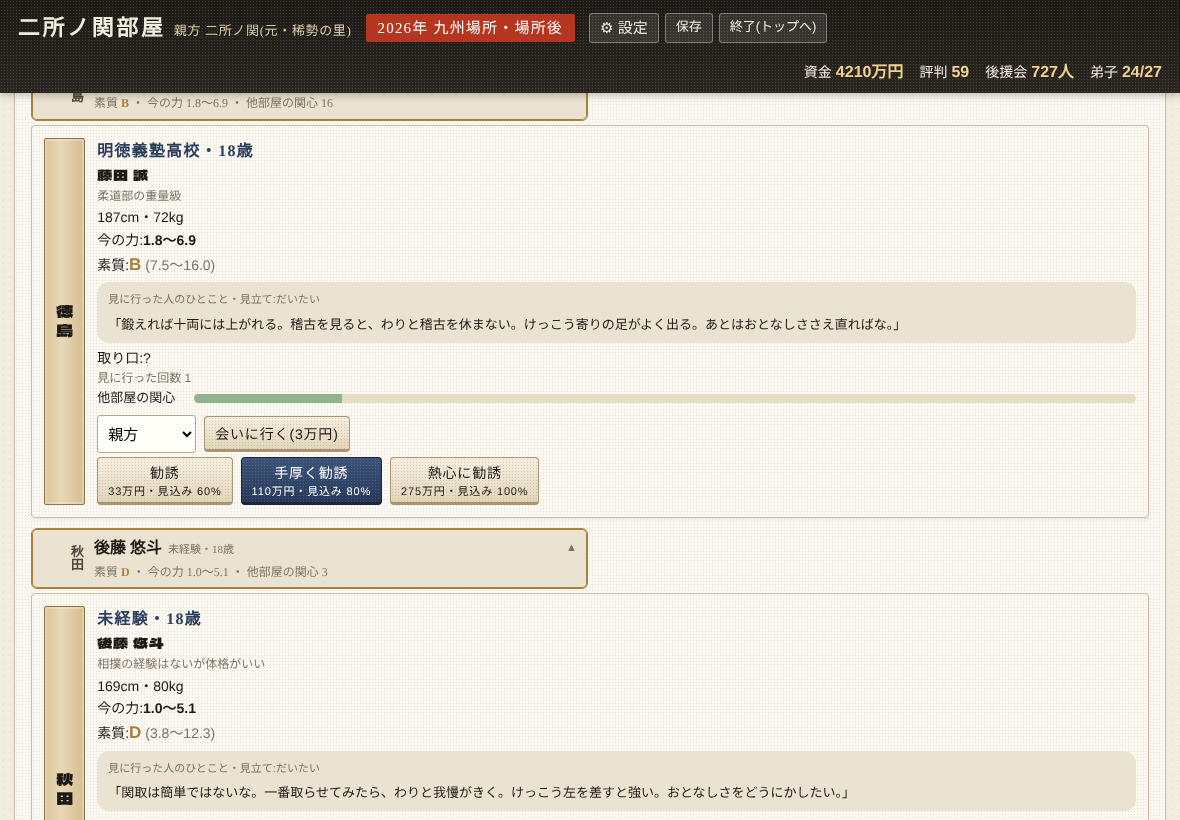 二所ノ関部屋 親方 二所ノ関(元・稀勢の里) 2026年 九州場所・場所後 ⚙ 設定 保存 終了(トップへ)
資金 4210万円 評判 59 後援会 727人 弟子 24/27
島
素質 B ・ 今の力 1.8〜6.9 ・ 他部屋の関心 16
徳島
明徳義塾高校・18歳
藤田 誠
柔道部の重量級
187cm・72kg
今の力:1.8〜6.9
素質:B (7.5〜16.0)
見に行った人のひとこと・見立て:だいたい
「鍛えれば十両には上がれる。稽古を見ると、わりと稽古を休まない。けっこう寄りの足がよく出る。あとはおとなしささえ直ればな。」
取り口:?
見に行った回数 1
他部屋の関心
親方 会いに行く(3万円)
勧誘 手厚く勧誘 熱心に勧誘
33万円・見込み 60% 110万円・見込み 80% 275万円・見込み 100%
秋田
後藤 悠斗 未経験・18歳 ▲
素質 D ・ 今の力 1.0〜5.1 ・ 他部屋の関心 3
秋田
未経験・18歳
後藤 悠斗
相撲の経験はないが体格がいい
169cm・80kg
今の力:1.0〜5.1
素質:D (3.8〜12.3)
見に行った人のひとこと・見立て:だいたい
「関取は簡単ではないな。一番取らせてみたら、わりと我慢がきく。けっこう左を差すと強い。おとなしさをどうにかしたい。」